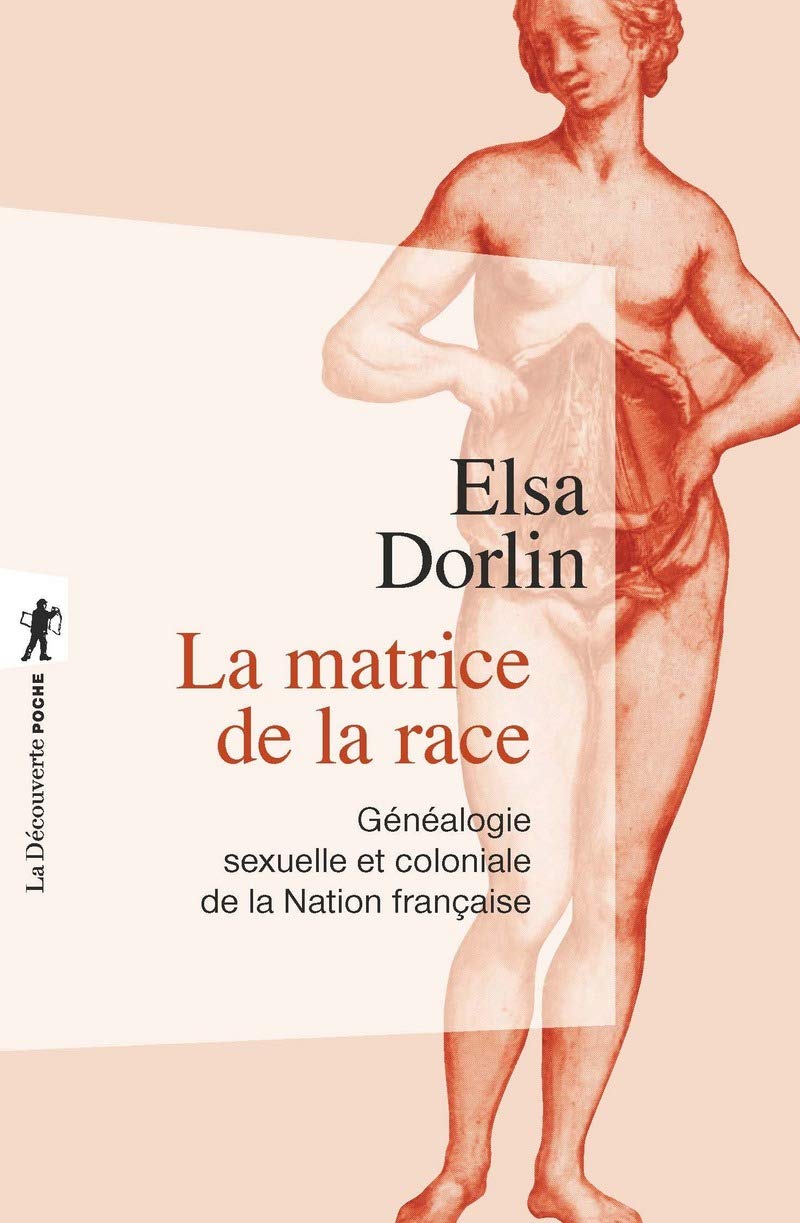 Elsa
Dorlin
La matrice
de la race
Généalogie
sexuelle et coloniale
de la Nation française
La Découverte POCHE